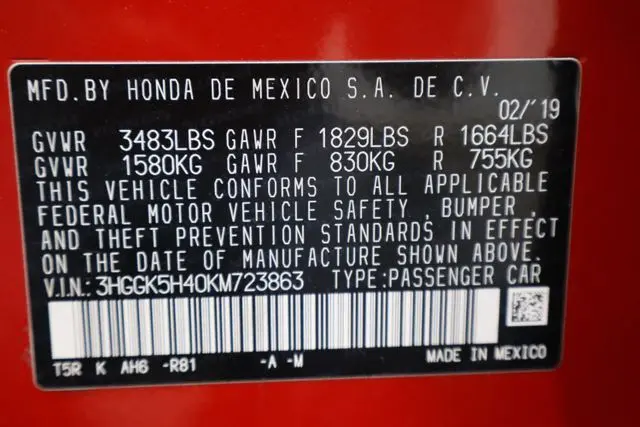 MFD.BY HONDA DE MEXICO S.A. DE C.V.
02/'19
GVWR 3483LBS GAWR F 1829LBS R 1664LBS
GVWR 1580KG GAWR F 830KG R 755KG
THIS VEHICLE CONFORMS TO ALL APPLICABLE
FEDERAL MOTOR VEHICLE SAFETY , BUMPER ,
AND THEFT PREVENTION STANDARDS IN EFFECT
ON THE DATE OF MANUFACTURE SHOWN ABOVE.
V.I.N.: 3HGGK5H40KM723863 TYPE:PASSENGER CAR
T5R K AH6 -R81 -A -M MADE IN MEXICO